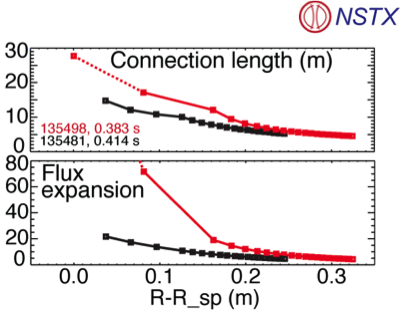 NSTX
30
Connection length (m)
20
10
135498, 0.383 s
135481, 0.414 s
0
80
Flux
expansion
60
40
20
0
0.0 0.1 0.2 0.3
R-R_sp (m)